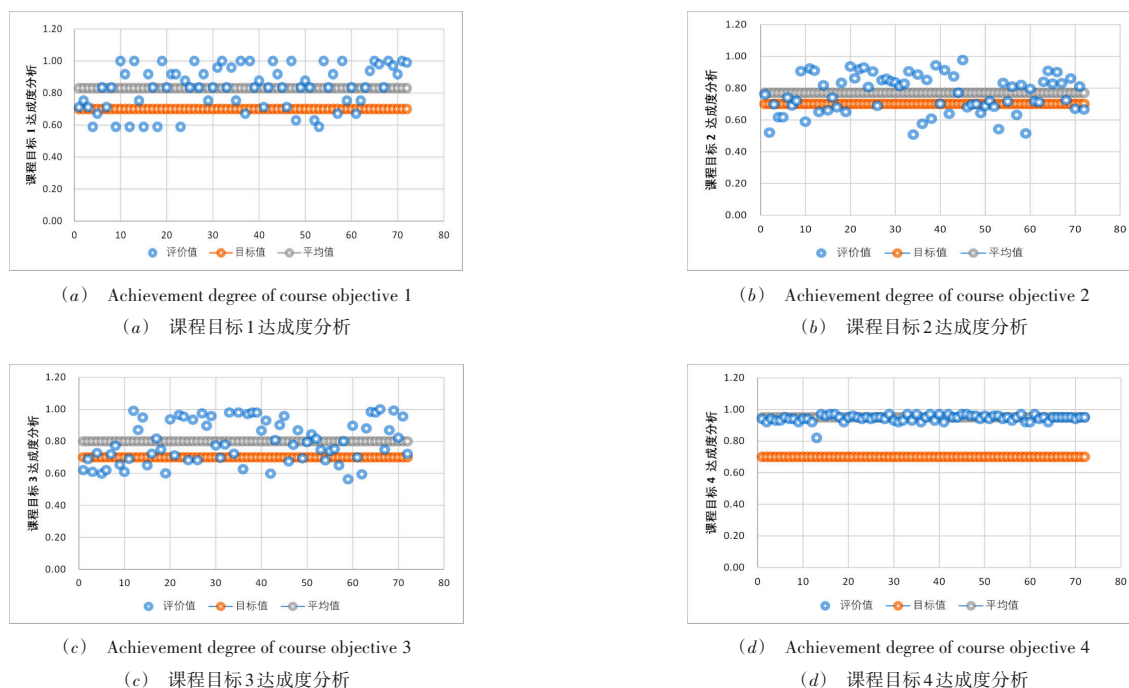 1.20
1.00
0.80
0.60
0.40
0.20
0.00
课程目标 1 达成度分析
0 10 20 30 40 50 60 70 80
评价值 目标值 平均值
(a) Achievement degree of course objective 1
(a) 课程目标1达成度分析
1.20
1.00
0.80
0.60
0.40
0.20
0.00
课程目标 2 达成度分析
0 10 20 30 40 50 60 70 80
评价值 目标值 平均值
(b) Achievement degree of course objective 2
(b) 课程目标2达成度分析
1.20
1.00
0.80
0.60
0.40
0.20
0.00
课程目标 3 达成度分析
0 10 20 30 40 50 60 70 80
评价值 目标值 平均值
(c) Achievement degree of course objective 3
(c) 课程目标3达成度分析
1.20
1.00
0.80
0.60
0.40
0.20
0.00
课程目标 4 达成度分析
0 10 20 30 40 50 60 70 80
评价值 目标值 平均值
(d) Achievement degree of course objective 4
(d) 课程目标4达成度分析